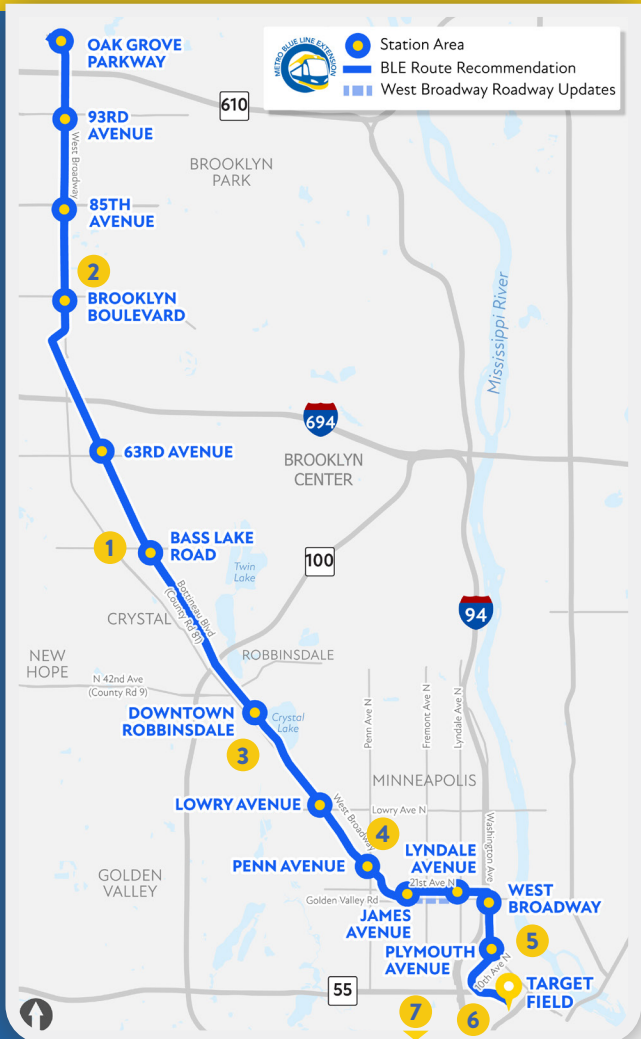 OAK GROVE
PARKWAY
METRO BLUE LINE EXTENSION
Station Area
BLE Route Recommendation
West Broadway Roadway Updates
610
93RD
AVENUE
West Broadway
BROOKLYN
PARK
85TH
AVENUE
2
BROOKLYN
BOULEVARD
Mississippi River
694
63RD AVENUE
BROOKLYN
CENTER
1
BASS LAKE
ROAD
100
Twin
Lake
Bottineau Blvd
(County Rd 81)
94
CRYSTAL
NEW
HOPE
ROBBINSDALE
N 42nd Ave
(County Rd 9)
DOWNTOWN
ROBBINSDALE
Crystal
Lake
Penn Ave N
Fremont Ave N
Lyndale Ave N
3
MINNEAPOLIS
LOWRY AVENUE
West Broadway
Lowry Ave N
Washington Ave
4
LYNDALE
AVENUE
PENN AVENUE
GOLDEN
VALLEY
21st Ave N
Golden Valley Rd
WEST
BROADWAY
JAMES
AVENUE
PLYMOUTH
AVENUE
5
10th Ave N
TARGET
FIELD
55
7
6